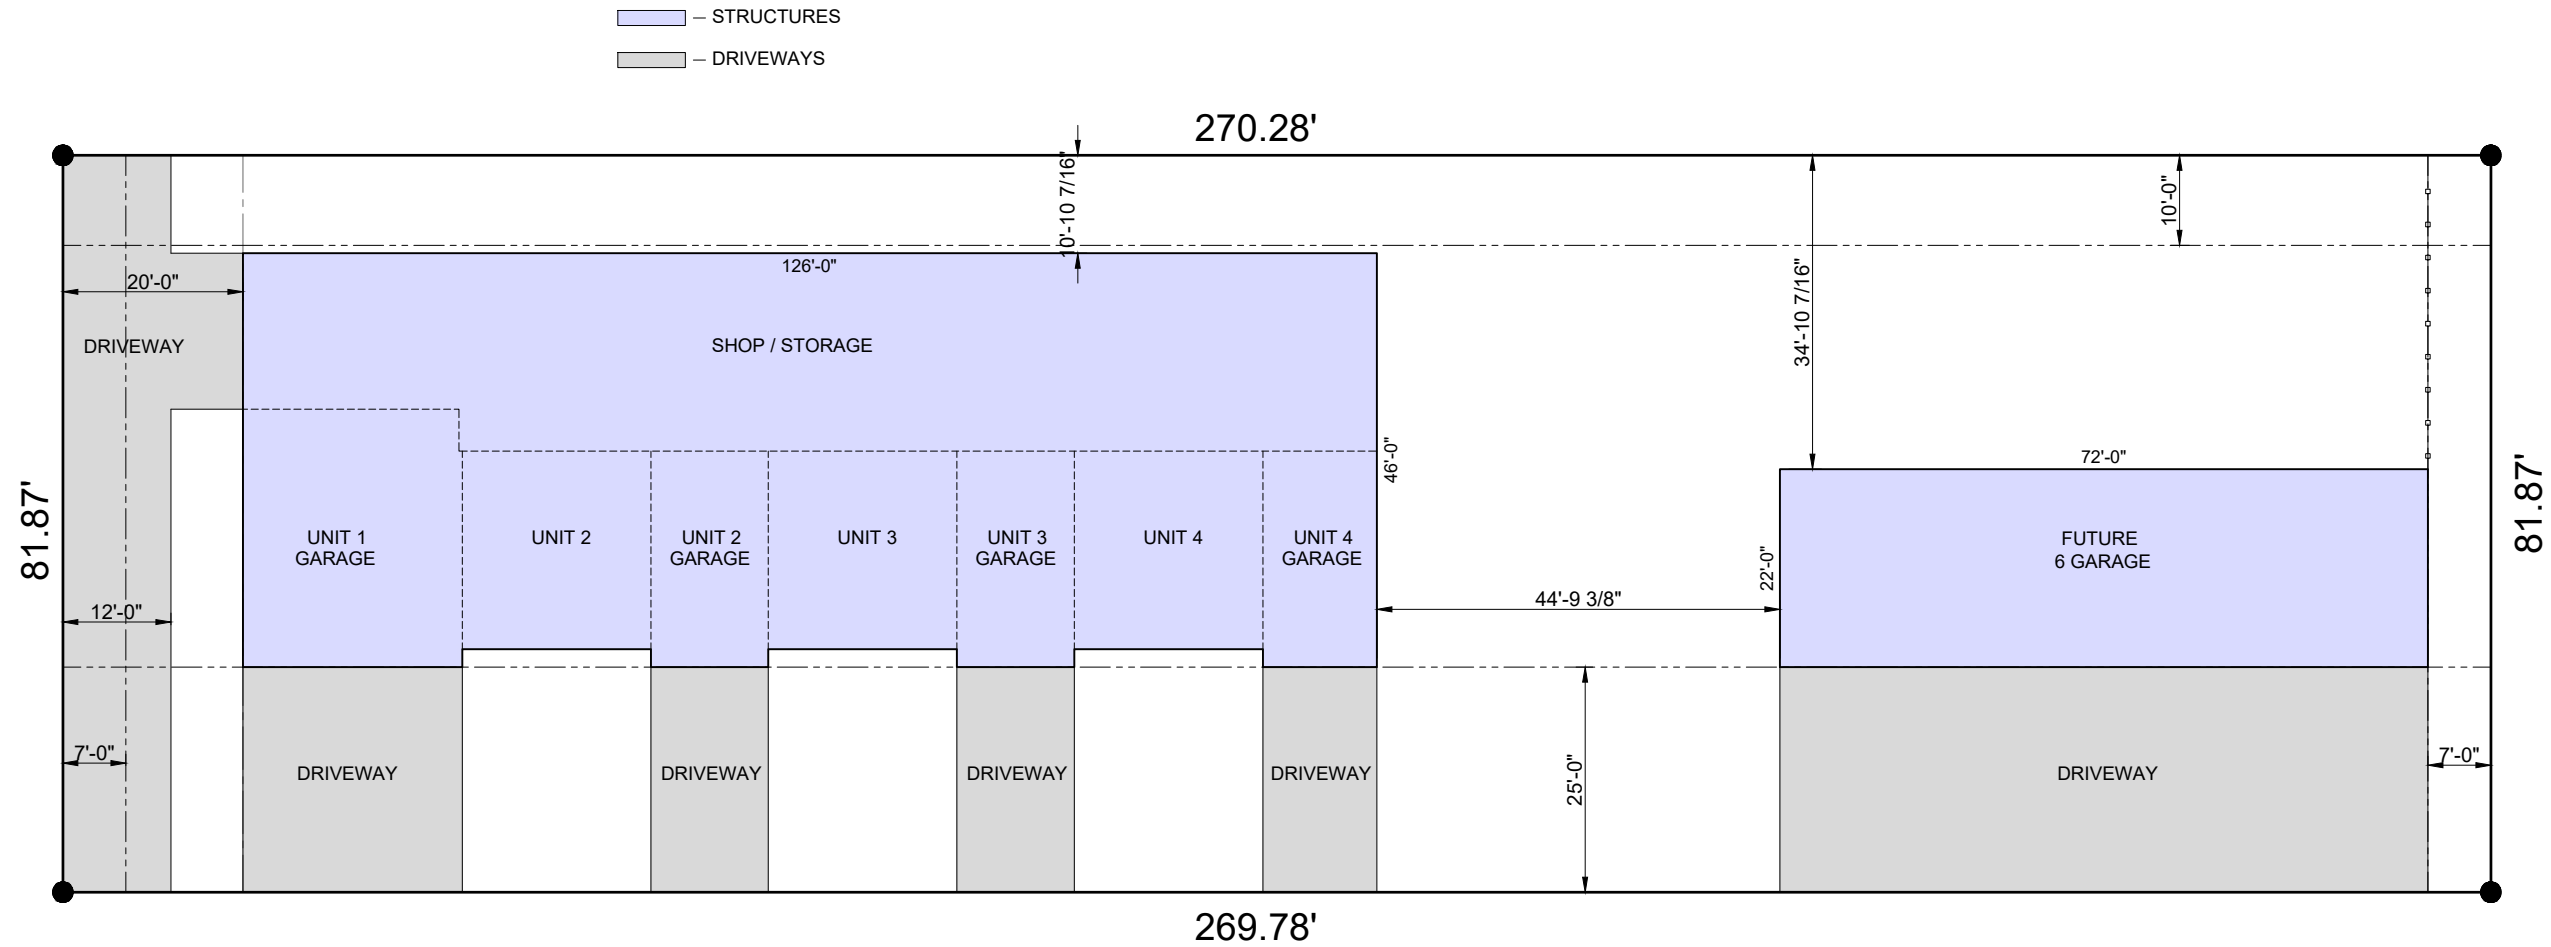 — STRUCTURES
— DRIVEWAYS
270.28'
10'-10 7/16"
10'-0"
126'-0"
20'-0"
34'-10 7/16"
DRIVEWAY
SHOP / STORAGE
46'-0"
72'-0"
81.87'
81.87'
UNIT 1
GARAGE
UNIT 2
UNIT 2
GARAGE
UNIT 3
UNIT 3
GARAGE
UNIT 4
UNIT 4
GARAGE
22'-0"
FUTURE
6 GARAGE
12'-0"
44'-9 3/8"
7'-0"
DRIVEWAY
DRIVEWAY
DRIVEWAY
DRIVEWAY
25'-0"
DRIVEWAY
7'-0"
269.78'